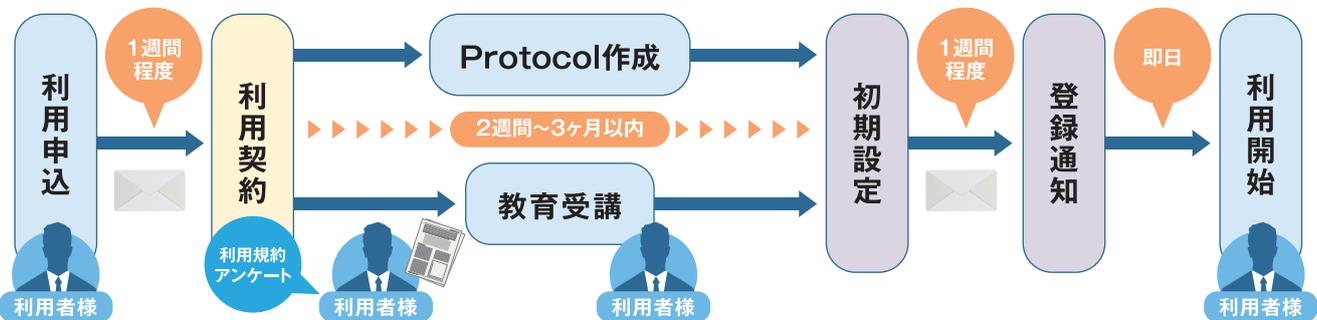 利用申込
利用者様
1週間
程度
利用契約
利用規約
アンケート
利用者様
Protocol作成
2週間～3ヶ月以内
教育受講
利用者様
初期設定
1週間
程度
登録通知
即日
利用開始
利用者様